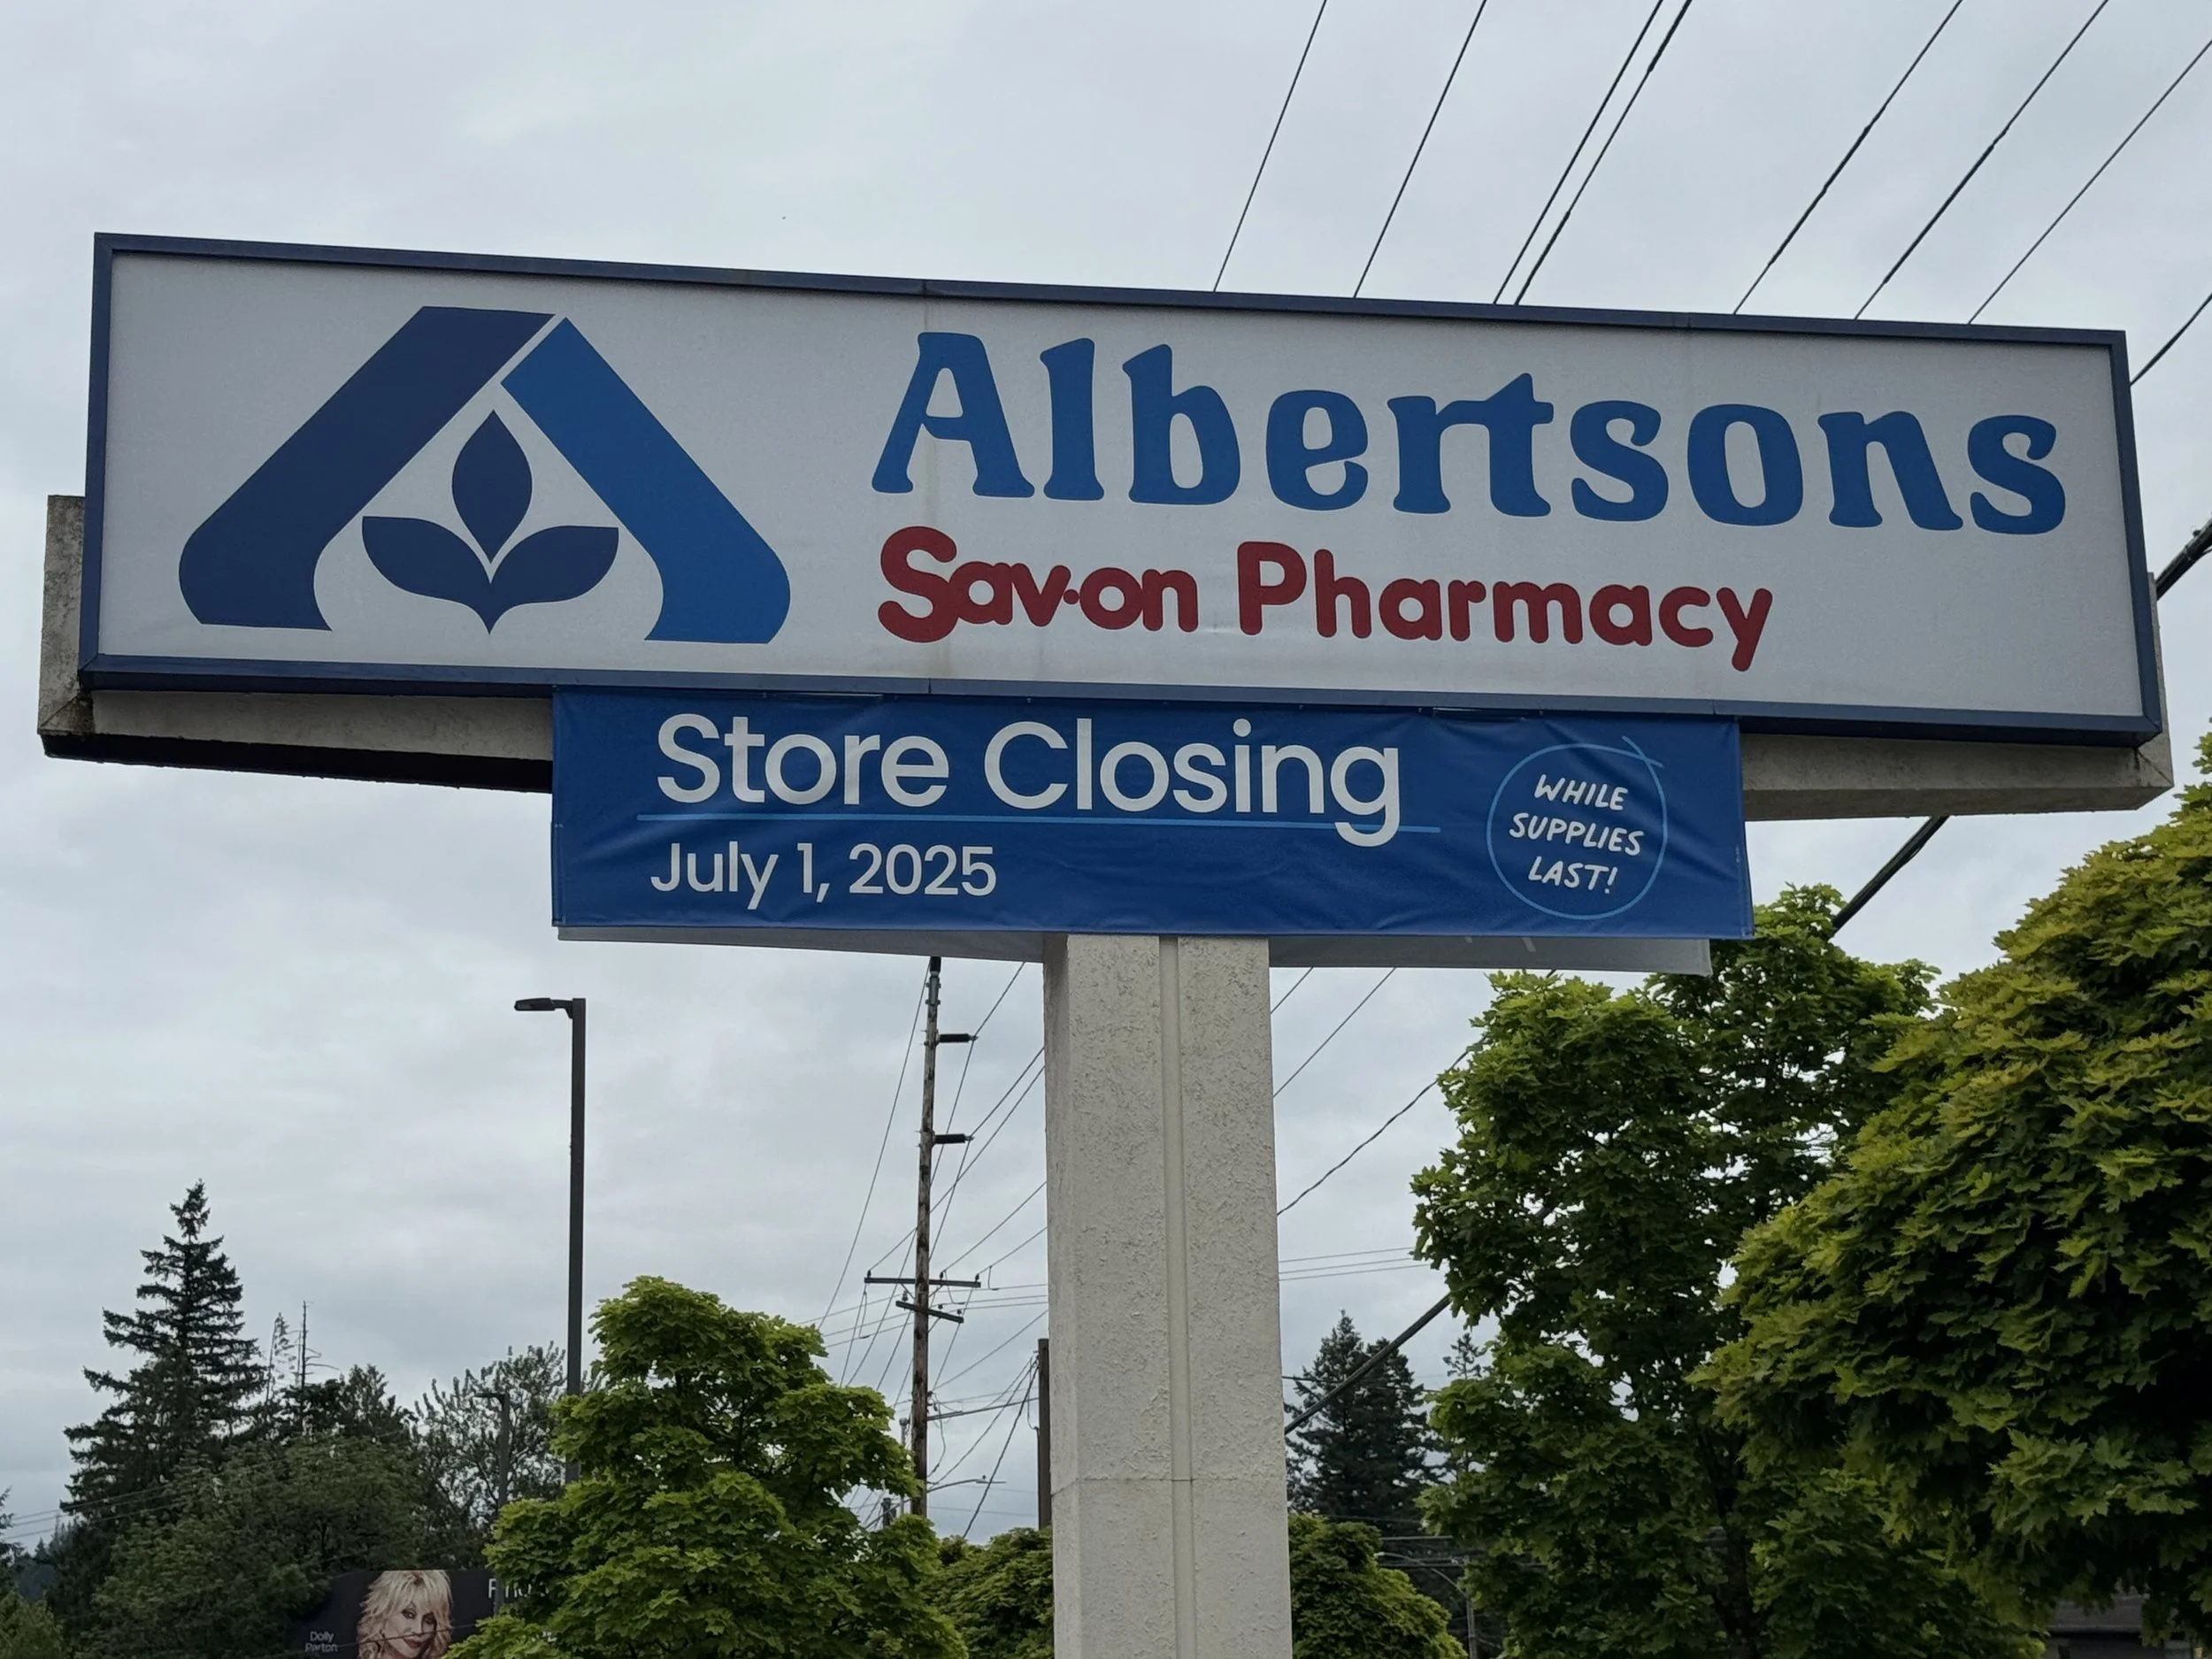 Albertsons
Sav-on Pharmacy
Store Closing
July 1, 2025
WHILE
SUPPLIES
LAST!
Dolly
Parton